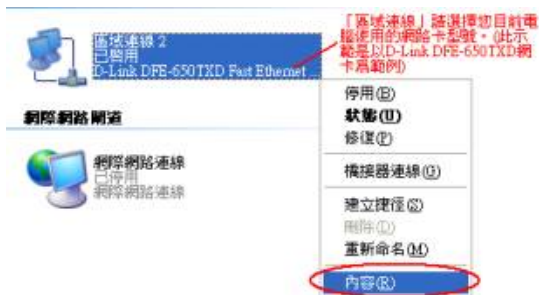 「區域連線」請選擇您目前電
腦使用的網路卡型號。(此示
範是以D-Link DFE-650TXD網
卡為範例)
區域連線 2
已啟用
D-Link DFE-650TXD Fast Ethernet ...
停用(B)
狀態(U)
修復(P)
橋接器連線(G)
建立捷徑(S)
刪除(D)
重新命名(M)
內容(R)
網際網路閘道
網際網路連線
已停用
網際網路連線